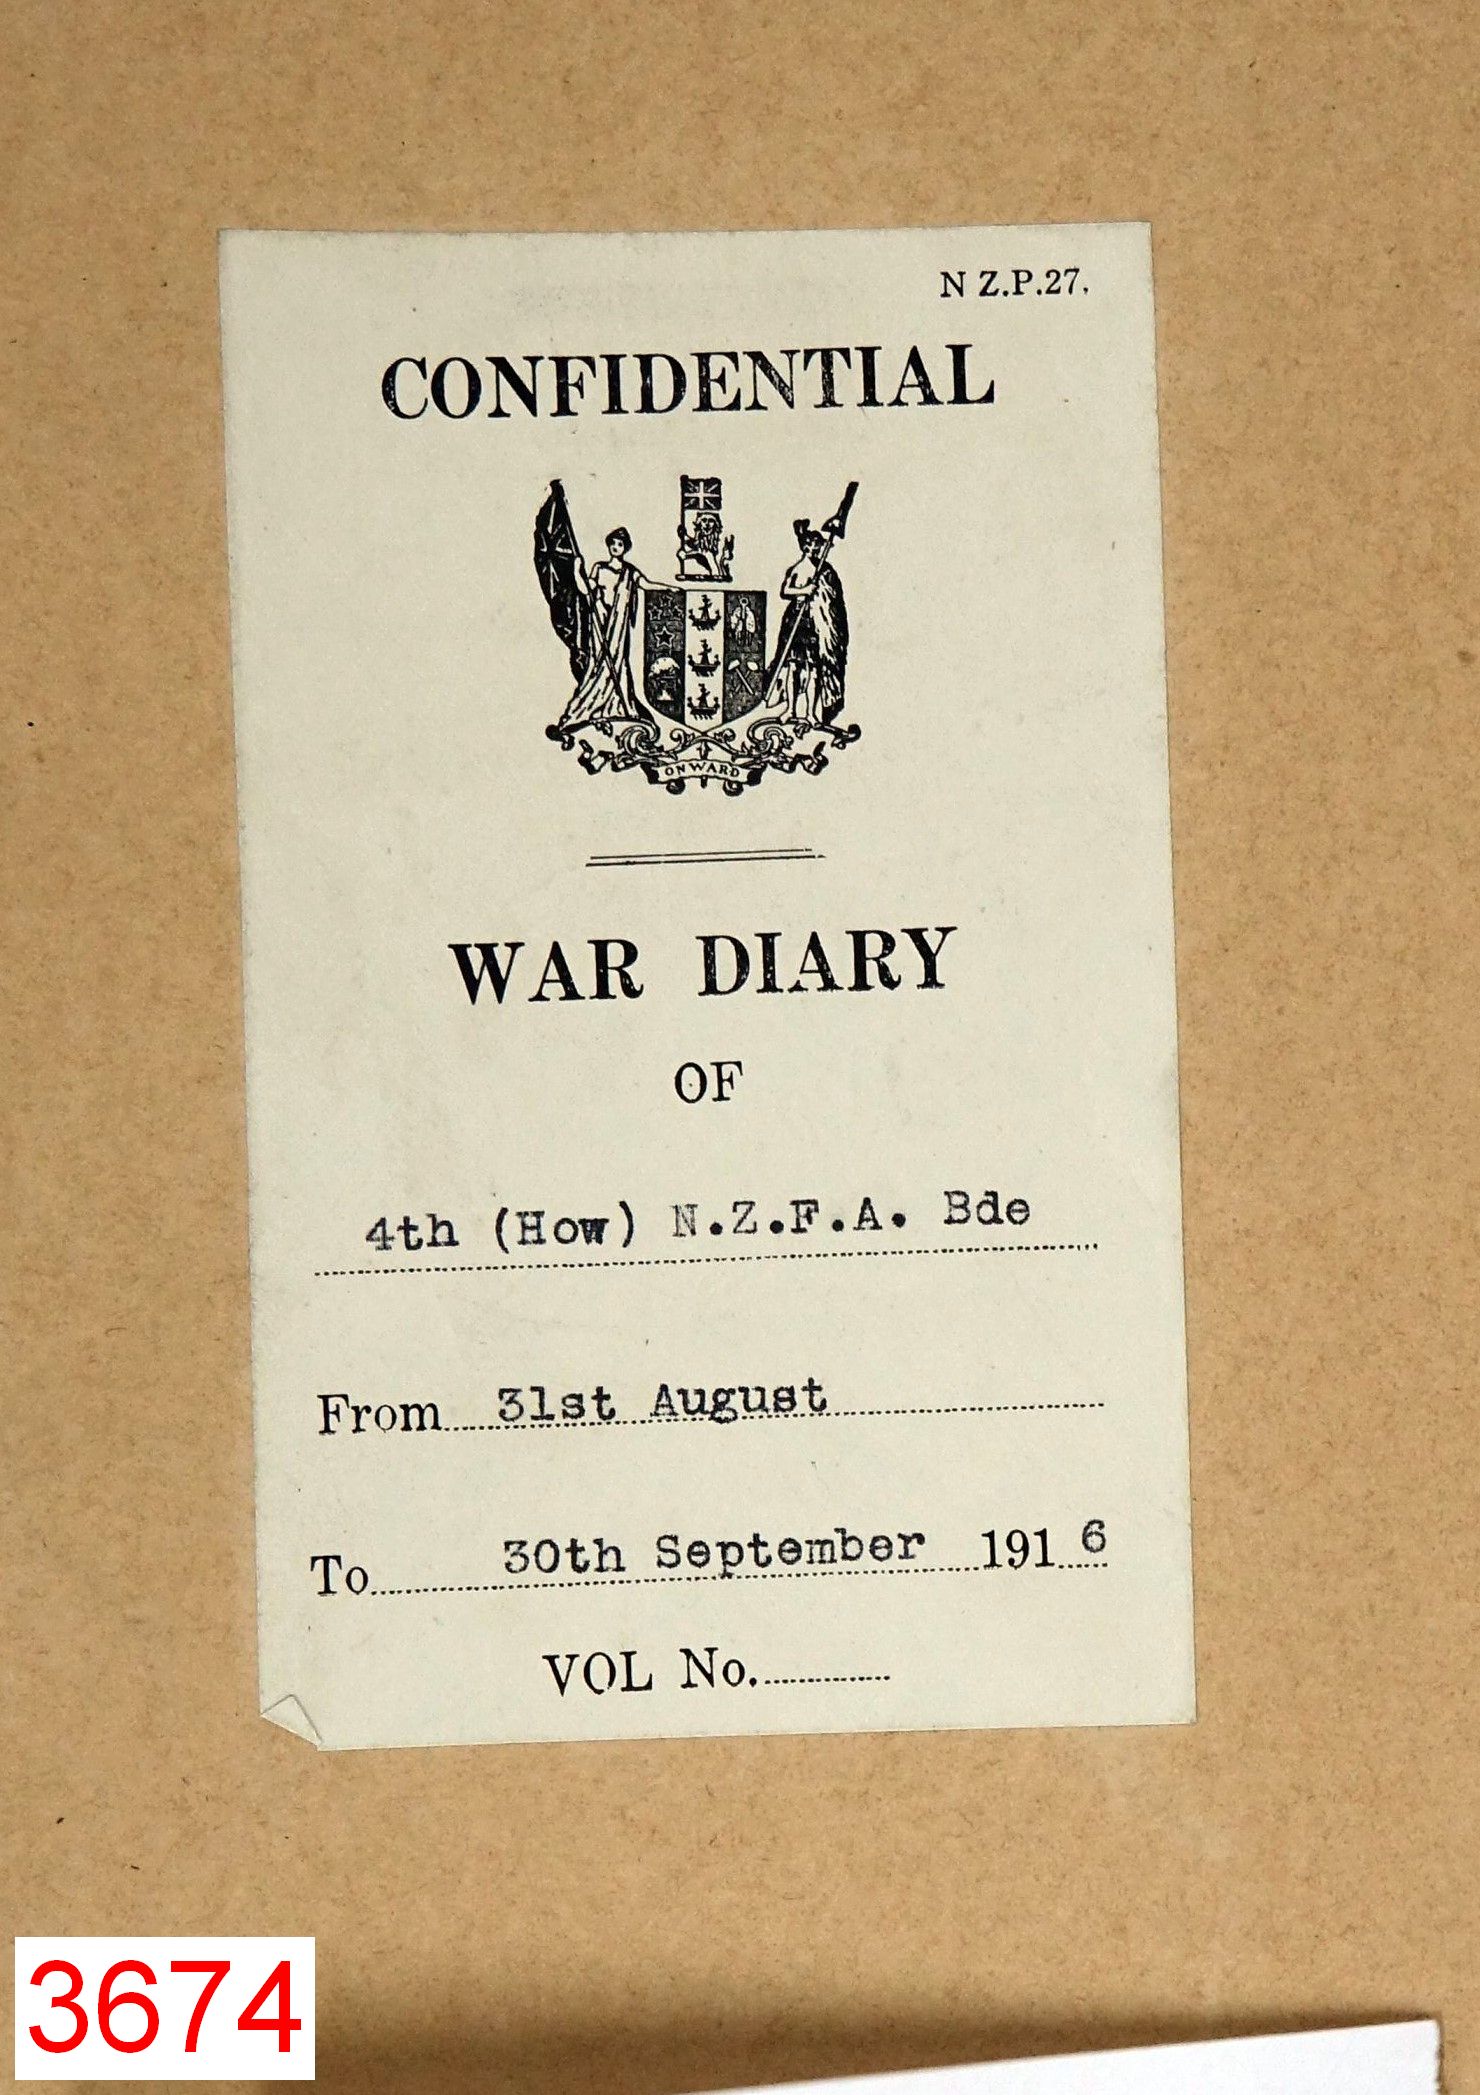 N Z.P.27.
CONFIDENTIAL
ONWARD
WAR DIARY
OF
4th (How) N.Z.F.A. Bde
From 31st August
To 30th September 1916
VOL No.
3674